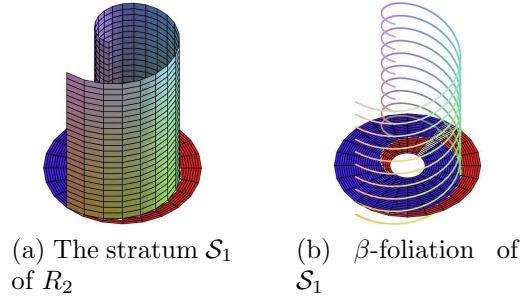 (a) The stratum 𝒮₁
of R₂
(b) β-foliation of
𝒮₁